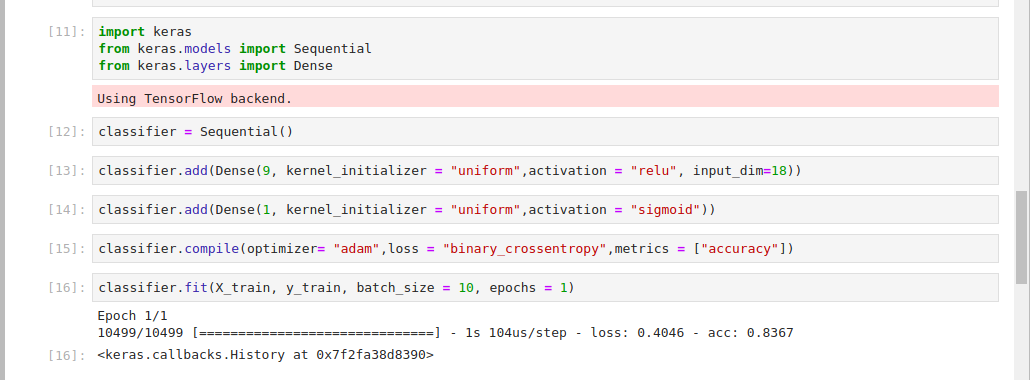 [11]: import keras
from keras.models import Sequential
from keras.layers import Dense
Using TensorFlow backend.
[12]: classifier = Sequential()
[13]: classifier.add(Dense(9, kernel_initializer = "uniform",activation = "relu", input_dim=18))
[14]: classifier.add(Dense(1, kernel_initializer = "uniform",activation = "sigmoid"))
[15]: classifier.compile(optimizer= "adam",loss = "binary_crossentropy",metrics = ["accuracy"])
[16]: classifier.fit(X_train, y_train, batch_size = 10, epochs = 1)
Epoch 1/1
10499/10499 [==============================] - 1s 104us/step - loss: 0.4046 - acc: 0.8367
[16]: <keras.callbacks.History at 0x7f2fa38d8390>